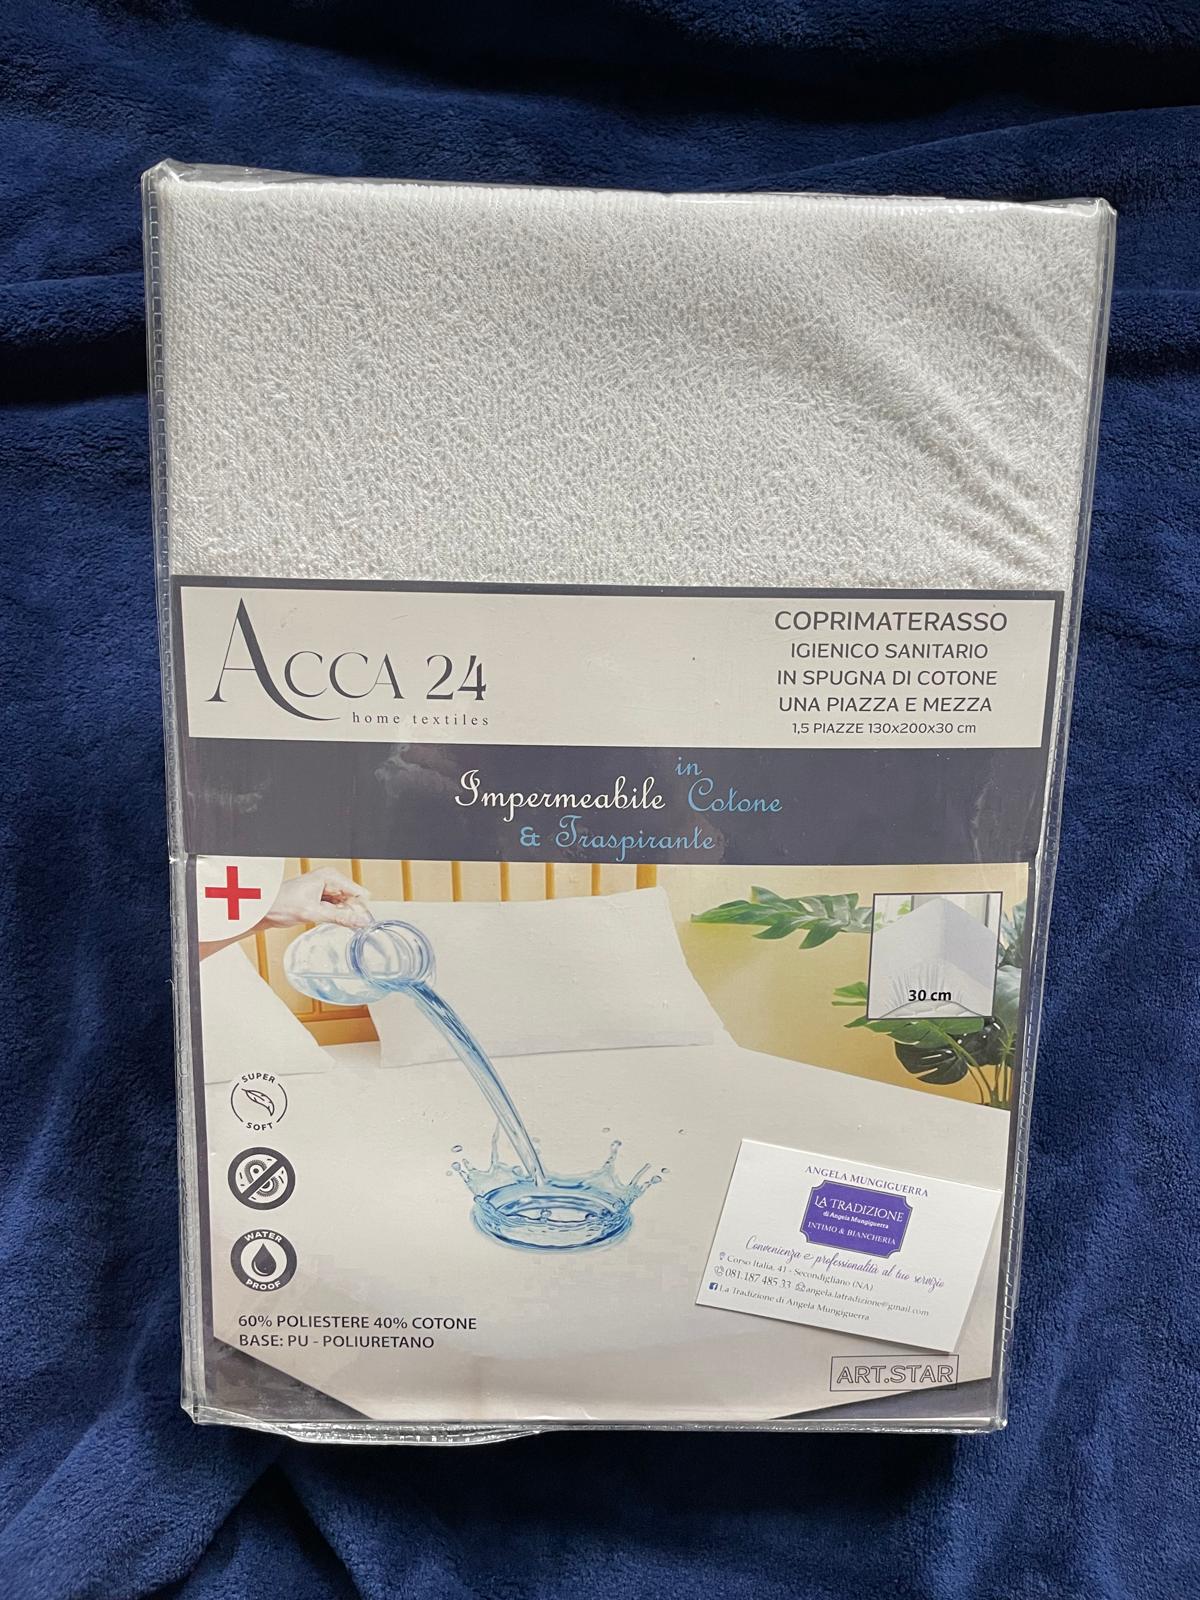 ACCA 24
home textiles
COPRIMATERASSO
IGIENICO SANITARIO
IN SPUGNA DI COTONE
UNA PIAZZA E MEZZA
1,5 PIAZZE 130x200x30 cm
Impermeabile in Cotone
& Traspirante
30 cm
SUPER
SOFT
WATER
PROOF
60% POLIESTERE 40% COTONE
BASE: PU - POLIURETANO
ANGELA MUNGIGUERRA
LA TRADIZIONE
di Angela Mungiguerra
INTIMO & BIANCHERIA
Convenienza e professionalità al tuo servizio
Corso Italia, 41 - Secondigliano (NA)
081.187 485 33 angela.latradizione@gmail.com
La Tradizione di Angela Mungiguerra
ART.STAR